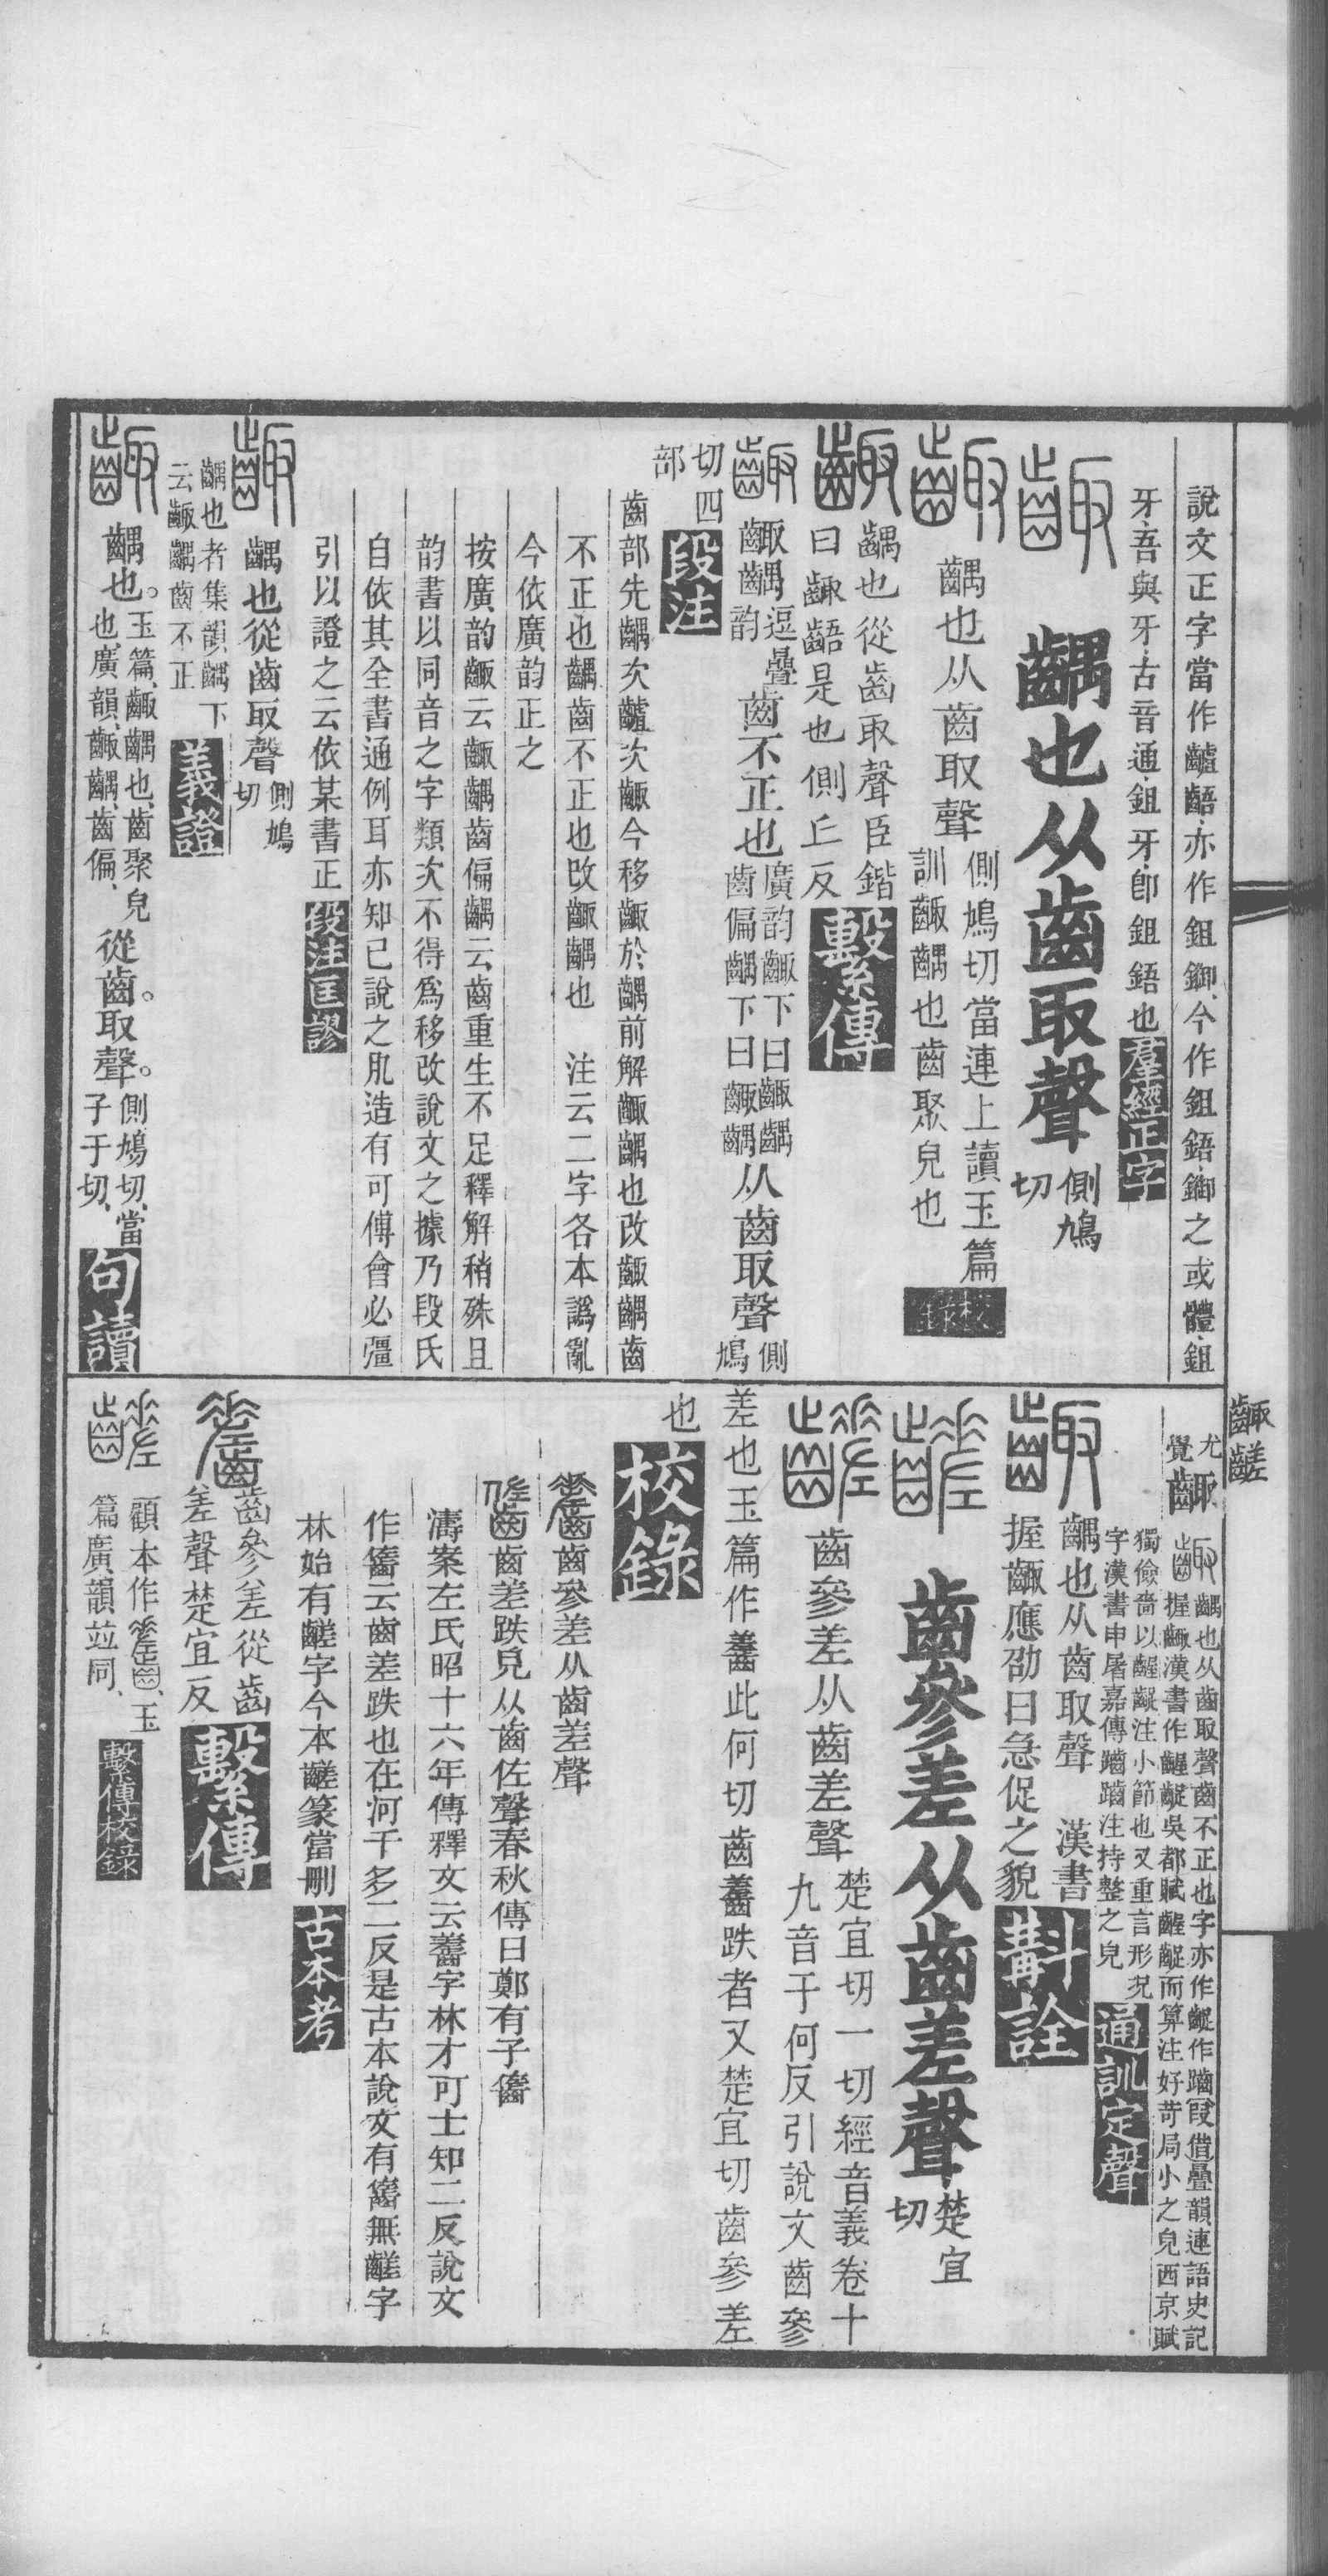 說文正字當作齇齬亦作鉏鋤今作鉏鋙鋤之或體鉏
牙吾與牙古音通鉏牙卽鉏鋙也羣經正字
齵也从齒取聲側鳩切
齵也从齒取聲側鳩切當連上讀玉篇
訓齱齵也齒聚皃也校錄
齵也從齒取聲臣鍇
曰齱齬是也側丘反繫傳
齱齵逗疊韵齒不正也廣韵齱下曰齱齵
齒偏齵下曰齱齵从齒取聲側鳩
切四部段注
齒部先齵次齇次齱今移齱於齵前解齱齵也改齱齵齒
不正也齵齒不正也改齱齵也 注云二字各本譌亂
今依廣韵正之
按廣韵齱云齱齵齒偏齵云齒重生不足釋解稍殊且
韵書以同音之字類次不得爲移改說文之據乃段氏
自依其全書通例耳亦知己說之肊造有可傅會必彊
引以證之云依某書正段注匡謬
齵也從齒取聲側鳩切
齵也者集韻齵下
云齱齵齒不正義證
齵也玉篇齱齵也齒聚皃
也廣韻齱齵齒偏從齒取聲側鳩切當
子于切句讀
齱齹
尤
覺齱齵也从齒取聲齒不正也字亦作齪作躖叚借疊韻連語史記
握齱漢書作齷齪吳都賦齷齪而算注好苛局小之皃西京賦
獨儉嗇以齷齪注小節也又重言形況
字漢書申屠嘉傳躖躖注持整之皃通訓定聲
齵也从齒取聲 漢書
握齱應劭曰急促之貌斠詮
齒參差从齒差聲楚宜切
齒參差从齒差聲楚宜切一切經音義卷十
九音千何反引說文齒參
差也玉篇作齹此何切齒齹跌者又楚宜切齒參差
也校錄
齒參差从齒差聲
齒差跌皃从齒佐聲春秋傳曰鄭有子䶥
濤案左氏昭十六年傳釋文云齹字林才可士知二反說文
作䶥云齒差跌也在河千多二反是古本說文有䶥無齹字
林始有齹字今本齹篆當刪古本考
齒參差從齒
差聲楚宜反繫傳
顧本作齹玉
篇廣韻竝同繫傳校錄